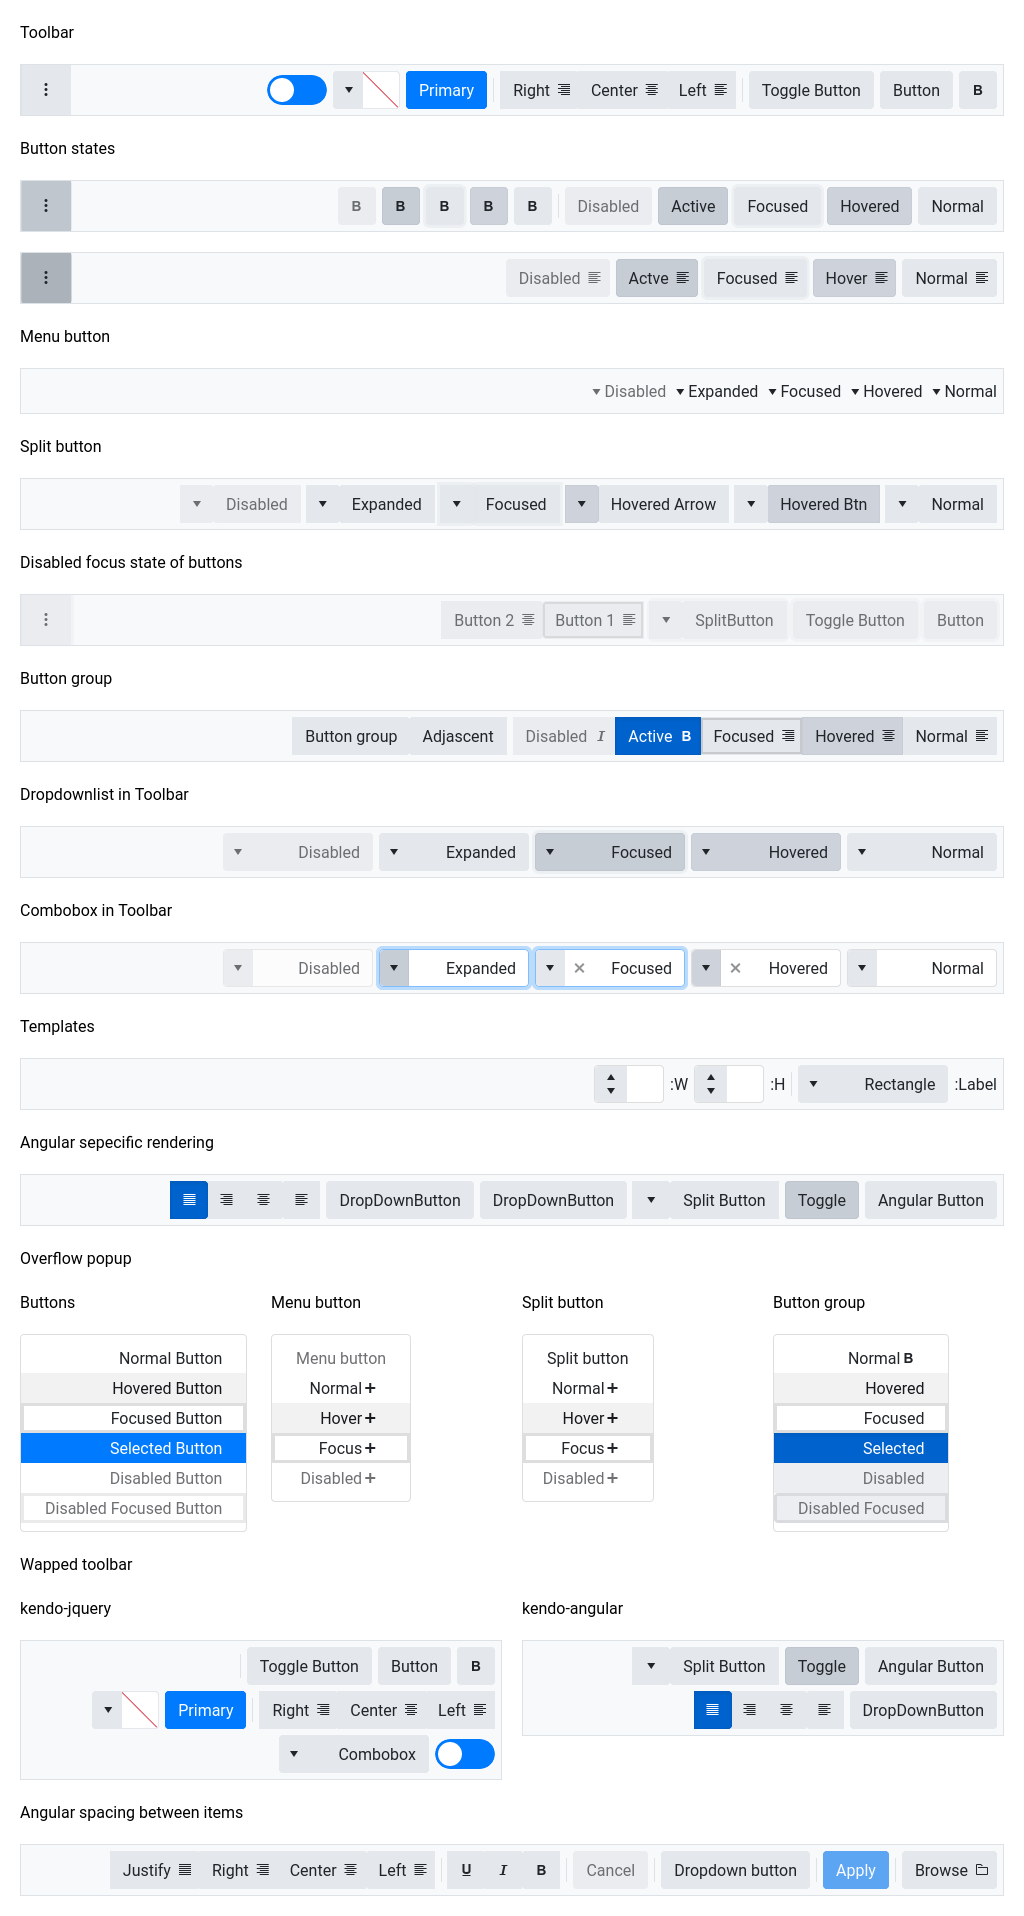 Toolbar
Primary Right Center Left Toggle Button Button B
Button states
B B B B B Disabled Active Focused Hovered Normal
Disabled Actve Focused Hover Normal
Menu button
Disabled Expanded Focused Hovered Normal
Split button
Disabled Expanded Focused Hovered Arrow Hovered Btn Normal
Disabled focus state of buttons
Button 2 Button 1 SplitButton Toggle Button Button
Button group
Button group Adjascent Disabled I Active B Focused Hovered Normal
Dropdownlist in Toolbar
Disabled Expanded Focused Hovered Normal
Combobox in Toolbar
Disabled Expanded Focused Hovered Normal
Templates
:W :H Rectangle :Label
Angular sepecific rendering
DropDownButton DropDownButton Split Button Toggle Angular Button
Overflow popup
Buttons
Normal Button
Hovered Button
Focused Button
Selected Button
Disabled Button
Disabled Focused Button
Menu button
Menu button
Normal
Hover
Focus
Disabled
Split button
Split button
Normal
Hover
Focus
Disabled
Button group
Normal B
Hovered
Focused
Selected
Disabled
Disabled Focused
Wapped toolbar
kendo-jquery
Toggle Button Button B
Primary Right Center Left
Combobox
kendo-angular
Split Button Toggle Angular Button
DropDownButton
Angular spacing between items
Justify Right Center Left U I B Cancel Dropdown button Apply Browse